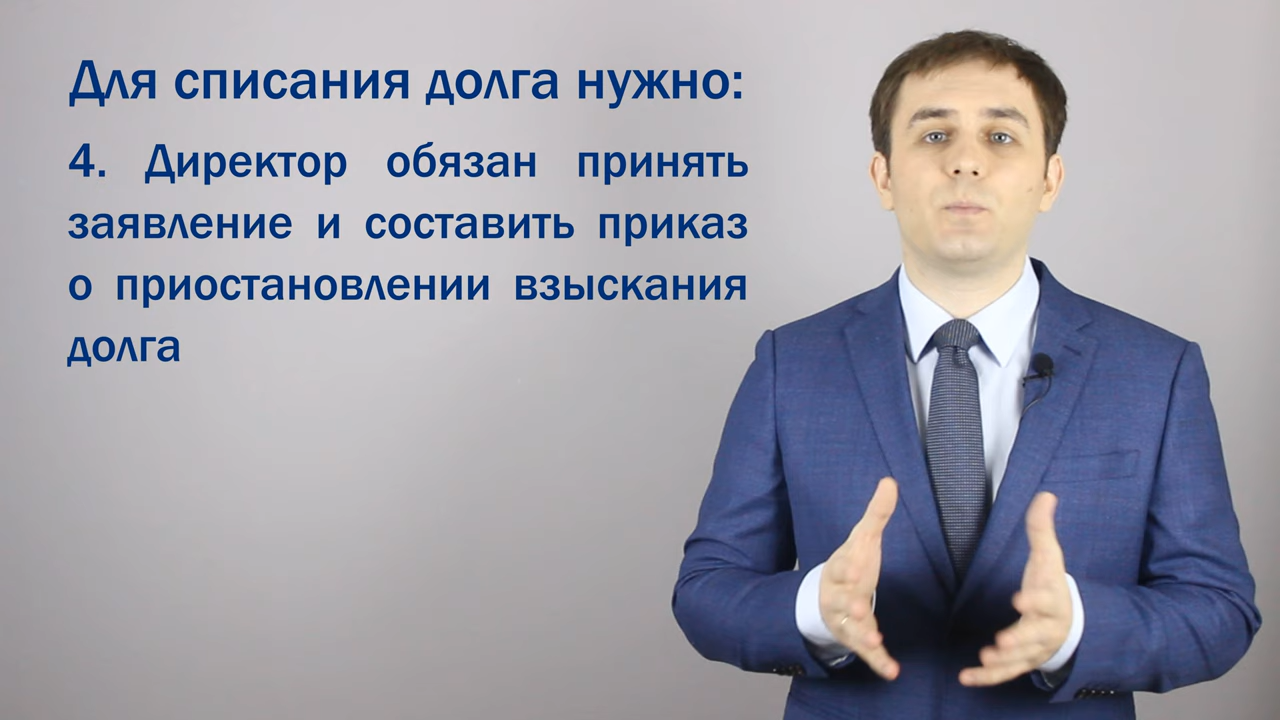 Для списания долга нужно:
4. Директор обязан принять
заявление и составить приказ
о приостановлении взыскания
долга